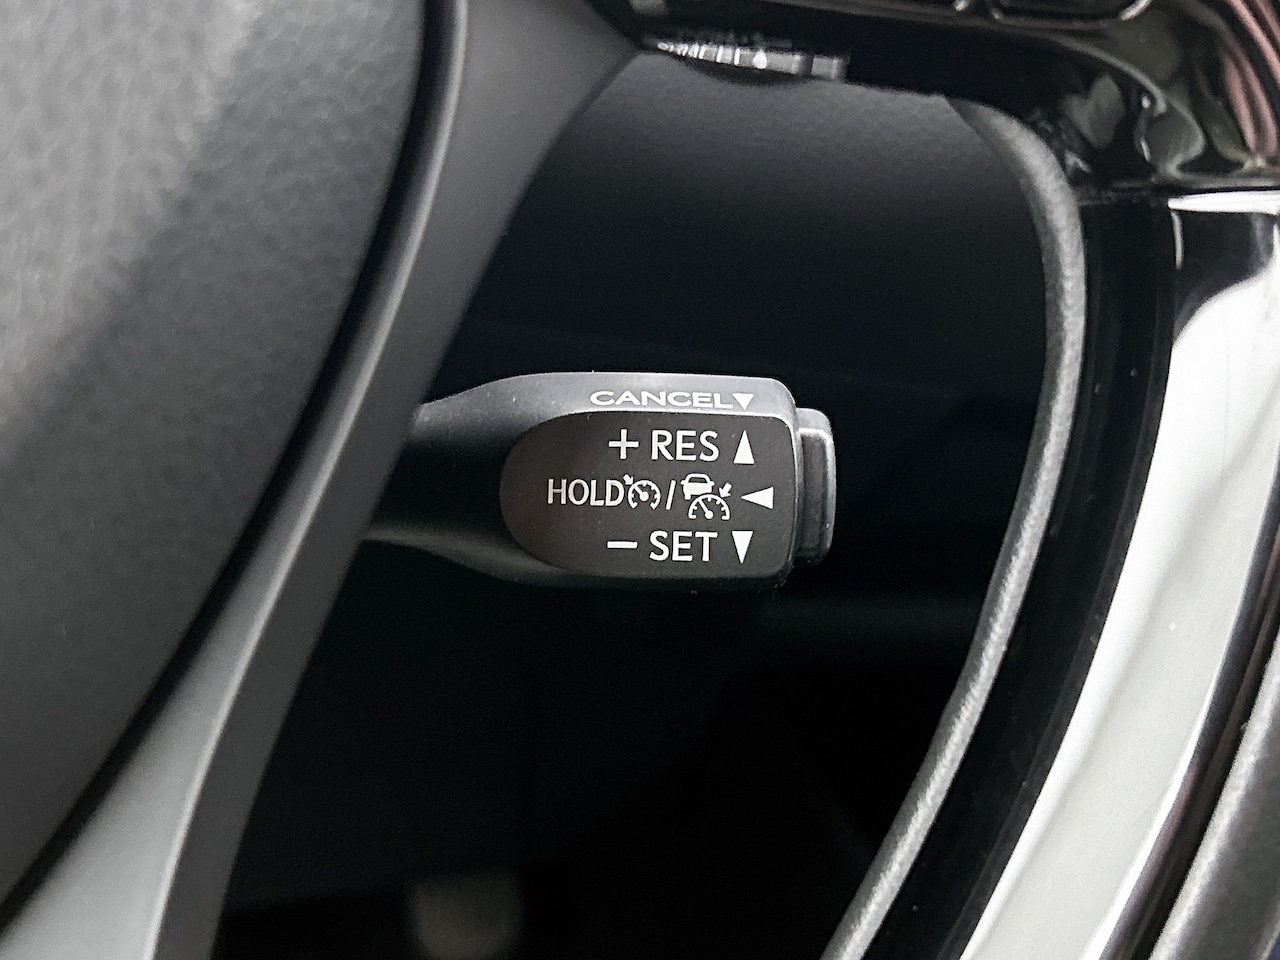 CANCEL▼
+ RES ▲
HOLD / ◀
− SET ▼